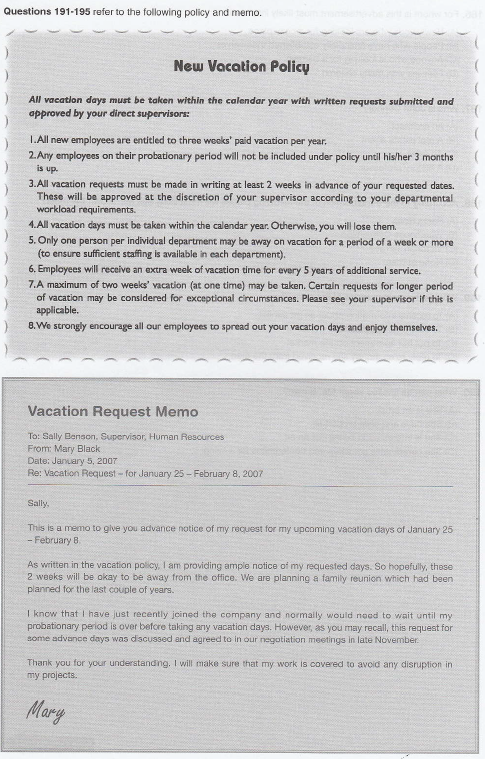 Questions 191-195 refer to the following policy and memo.
New Vacation Policy
All vacation days must be taken within the calendar year with written requests submitted and
approved by your direct supervisors:
1.All new employees are entitled to three weeks' paid vacation per year.
2.Any employees on their probationary period will not be included under policy until his/her 3 months
is up.
3.All vacation requests must be made in writing at least 2 weeks in advance of your requested dates.
These will be approved at the discretion of your supervisor according to your departmental
workload requirements.
4.All vacation days must be taken within the calendar year. Otherwise, you will lose them.
5. Only one person per individual department may be away on vacation for a period of a week or more
(to ensure sufficient staffing is available in each department).
6. Employees will receive an extra week of vacation time for every 5 years of additional service.
7.A maximum of two weeks' vacation (at one time) may be taken. Certain requests for longer period
of vacation may be considered for exceptional circumstances. Please see your supervisor if this is
applicable.
8.We strongly encourage all our employees to spread out your vacation days and enjoy themselves.
Vacation Request Memo
To: Sally Benson, Supervisor, Human Resources
From: Mary Black
Date: January 5, 2007
Re: Vacation Request – for January 25 – February 8, 2007
Sally,
This is a memo to give you advance notice of my request for my upcoming vacation days of January 25
– February 8.
As written in the vacation policy, I am providing ample notice of my requested days. So hopefully, these
2 weeks will be okay to be away from the office. We are planning a family reunion which had been
planned for the last couple of years.
I know that I have just recently joined the company and normally would need to wait until my
probationary period is over before taking any vacation days. However, as you may recall, this request for
some advance days was discussed and agreed to in our negotiation meetings in late November.
Thank you for your understanding. I will make sure that my work is covered to avoid any disruption in
my projects.
Mary